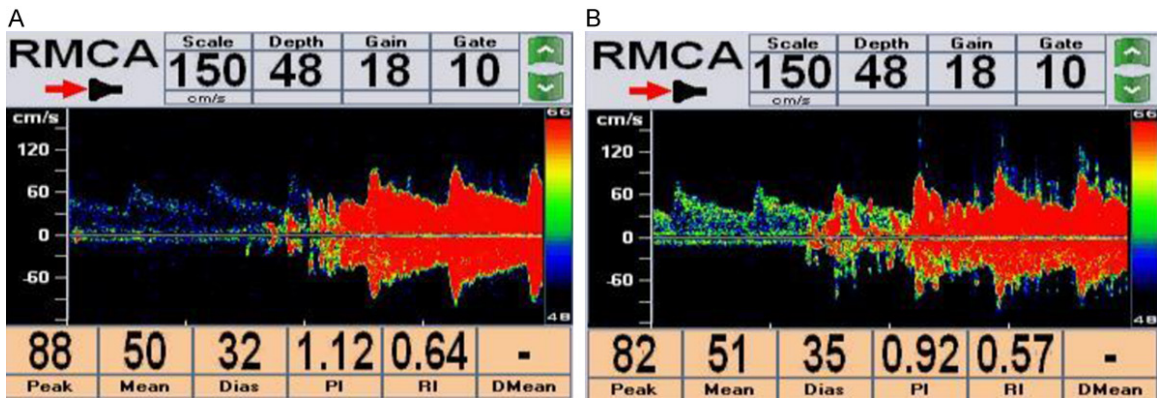 A
RMCA
Scale Depth Gain Gate
150 48 18 10
cm/s
cm/s
120
60
0
-60
66
48
88 50 32 1.12 0.64 -
Peak Mean Dias PI RI DMean
B
RMCA
Scale Depth Gain Gate
150 48 18 10
cm/s
cm/s
120
60
0
-60
66
48
82 51 35 0.92 0.57 -
Peak Mean Dias PI RI DMean